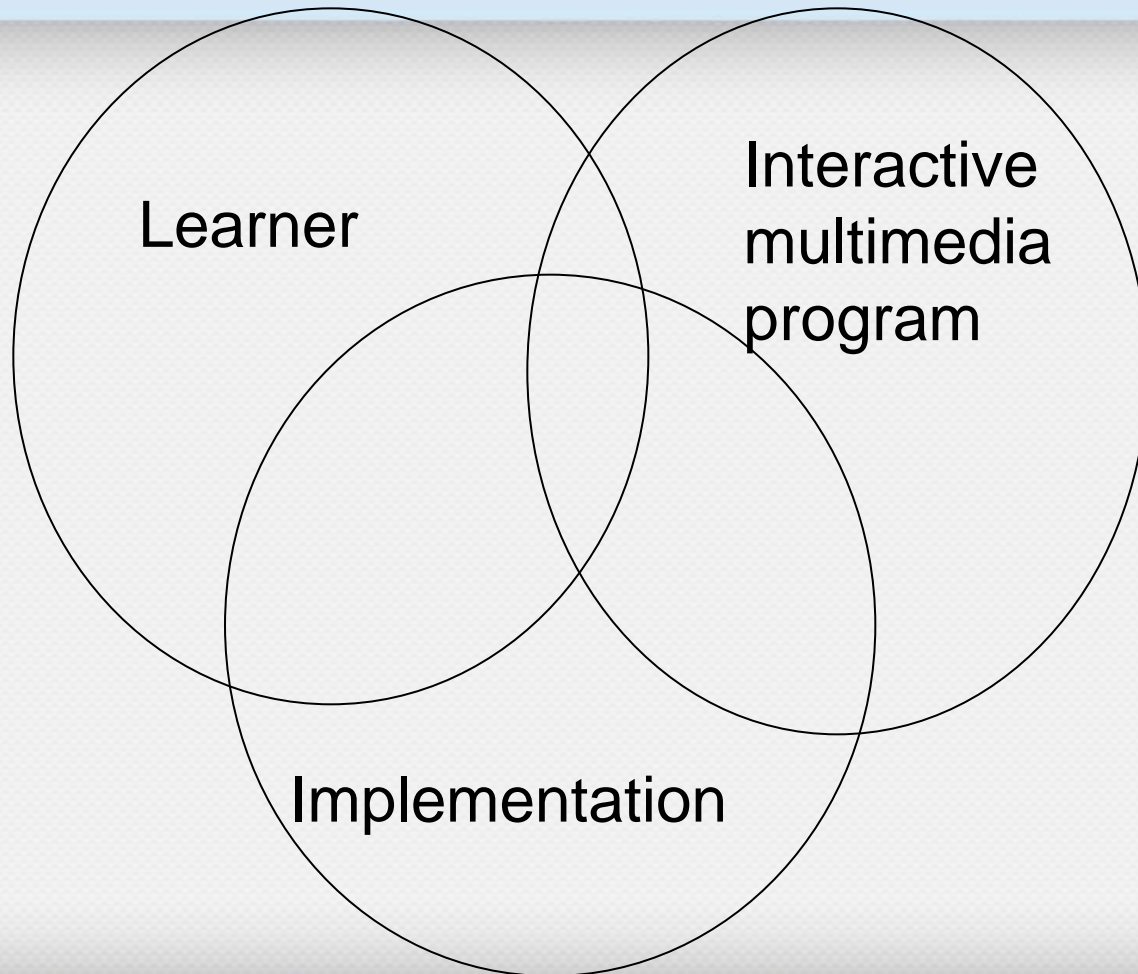 Learner
Interactive
multimedia
program
Implementation